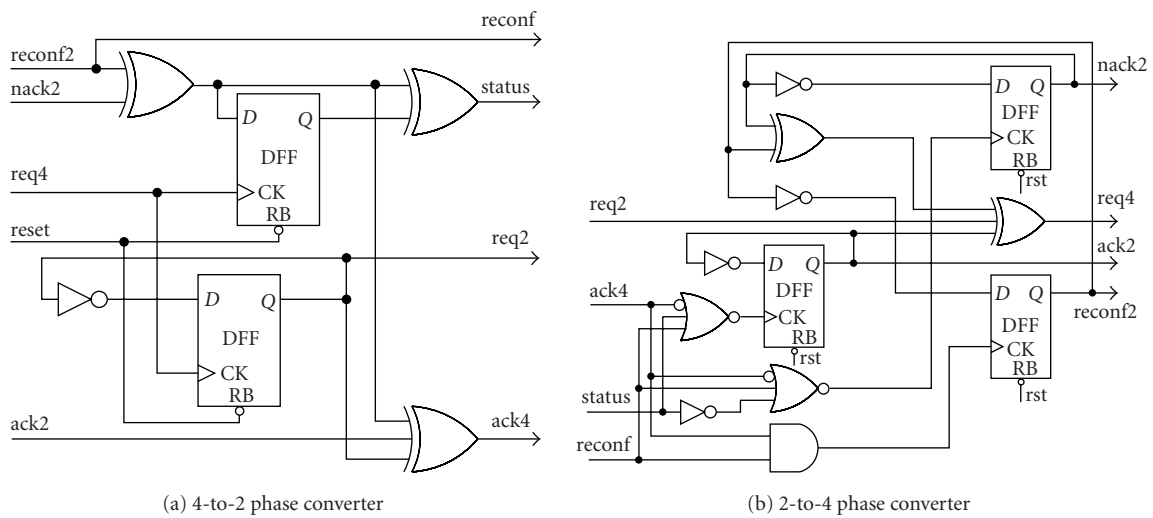 reconf
reconf2
nack2
status
D
Q
DFF
CK
RB
req4
reset
req2
D
Q
DFF
CK
RB
ack2
ack4
(a) 4-to-2 phase converter
nack2
D
Q
DFF
CK
RB
rst
req2
req4
ack2
D
Q
DFF
CK
RB
rst
ack4
D
Q
DFF
CK
RB
rst
reconf2
status
reconf
(b) 2-to-4 phase converter